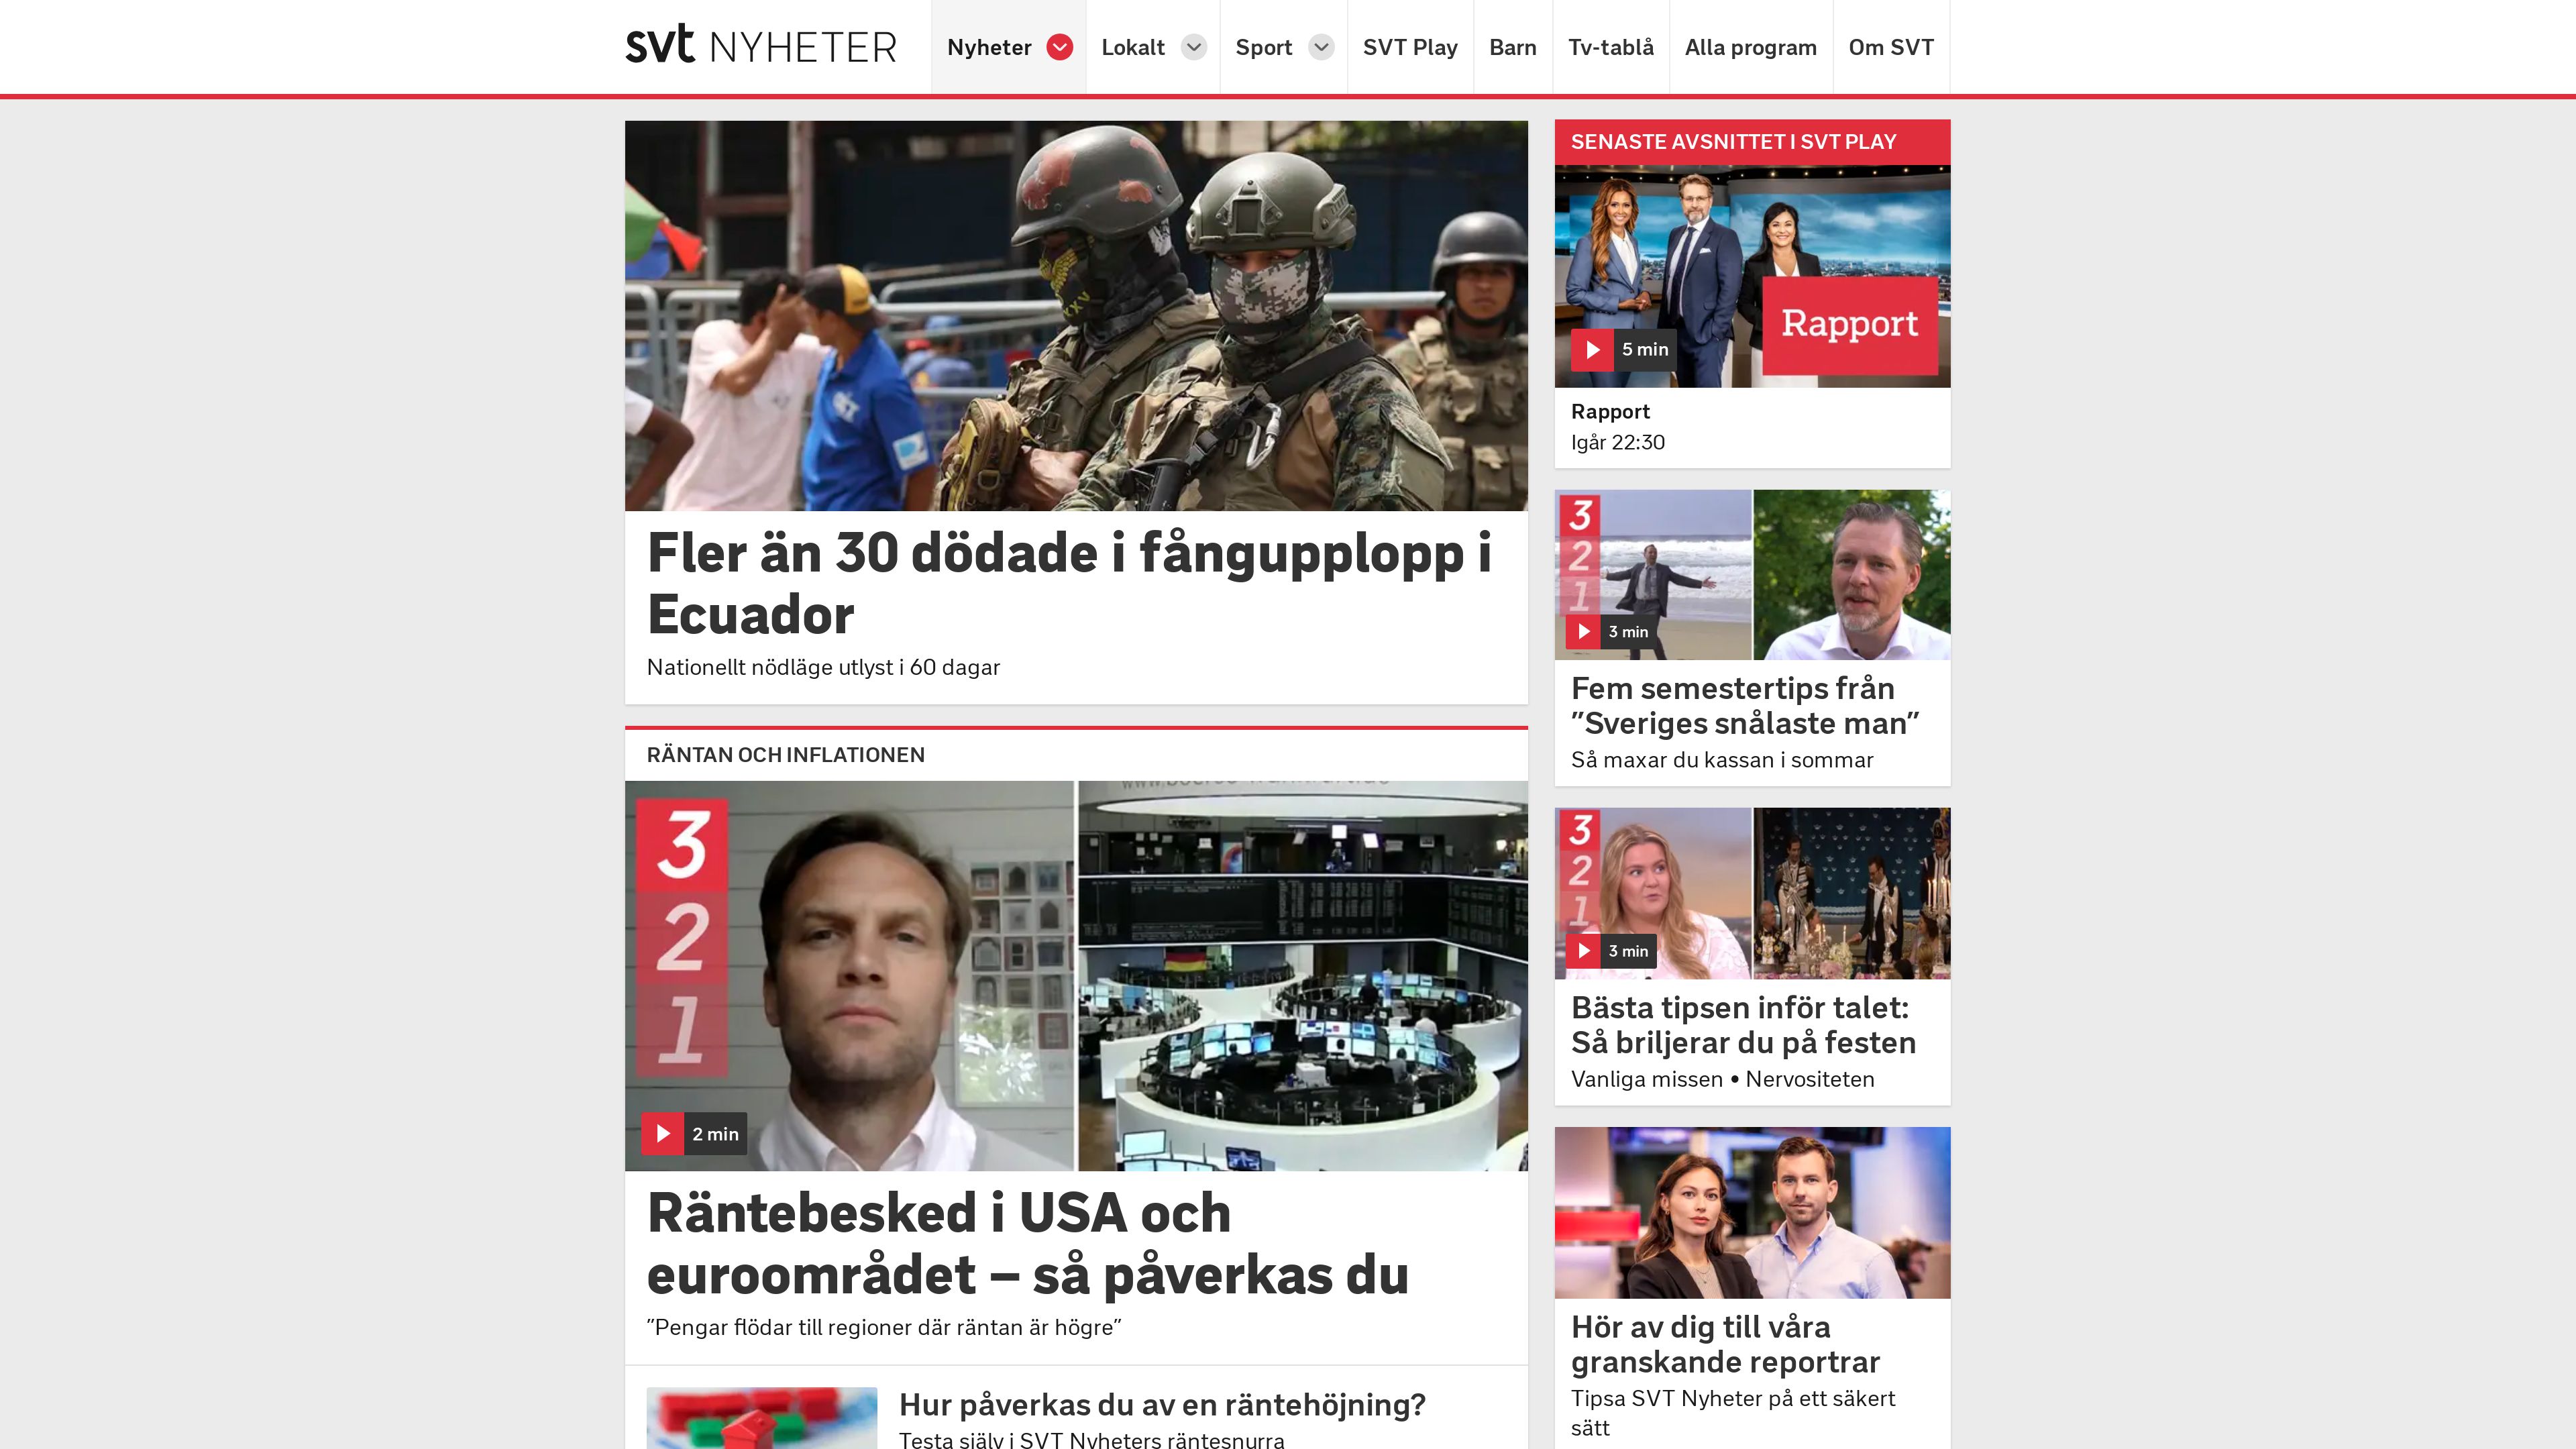 svt NYHETER
Nyheter
Lokalt
Sport
SVT Play
Barn
Tv-tablå
Alla program
Om SVT
Fler än 30 dödade i fångupplopp i
Ecuador
Nationellt nödläge utlyst i 60 dagar
RÄNTAN OCH INFLATIONEN
3
2
1
2 min
Räntebesked i USA och
euroområdet – så påverkas du
”Pengar flödar till regioner där räntan är högre”
Hur påverkas du av en räntehöjning?
Testa själv i SVT Nyheters räntesnurra
SENASTE AVSNITTET I SVT PLAY
Rapport
5 min
Rapport
Igår 22:30
3
2
1
3 min
Fem semestertips från
”Sveriges snålaste man”
Så maxar du kassan i sommar
3
2
1
3 min
Bästa tipsen inför talet:
Så briljerar du på festen
Vanliga missen • Nervositeten
Hör av dig till våra
granskande reportrar
Tipsa SVT Nyheter på ett säkert
sätt